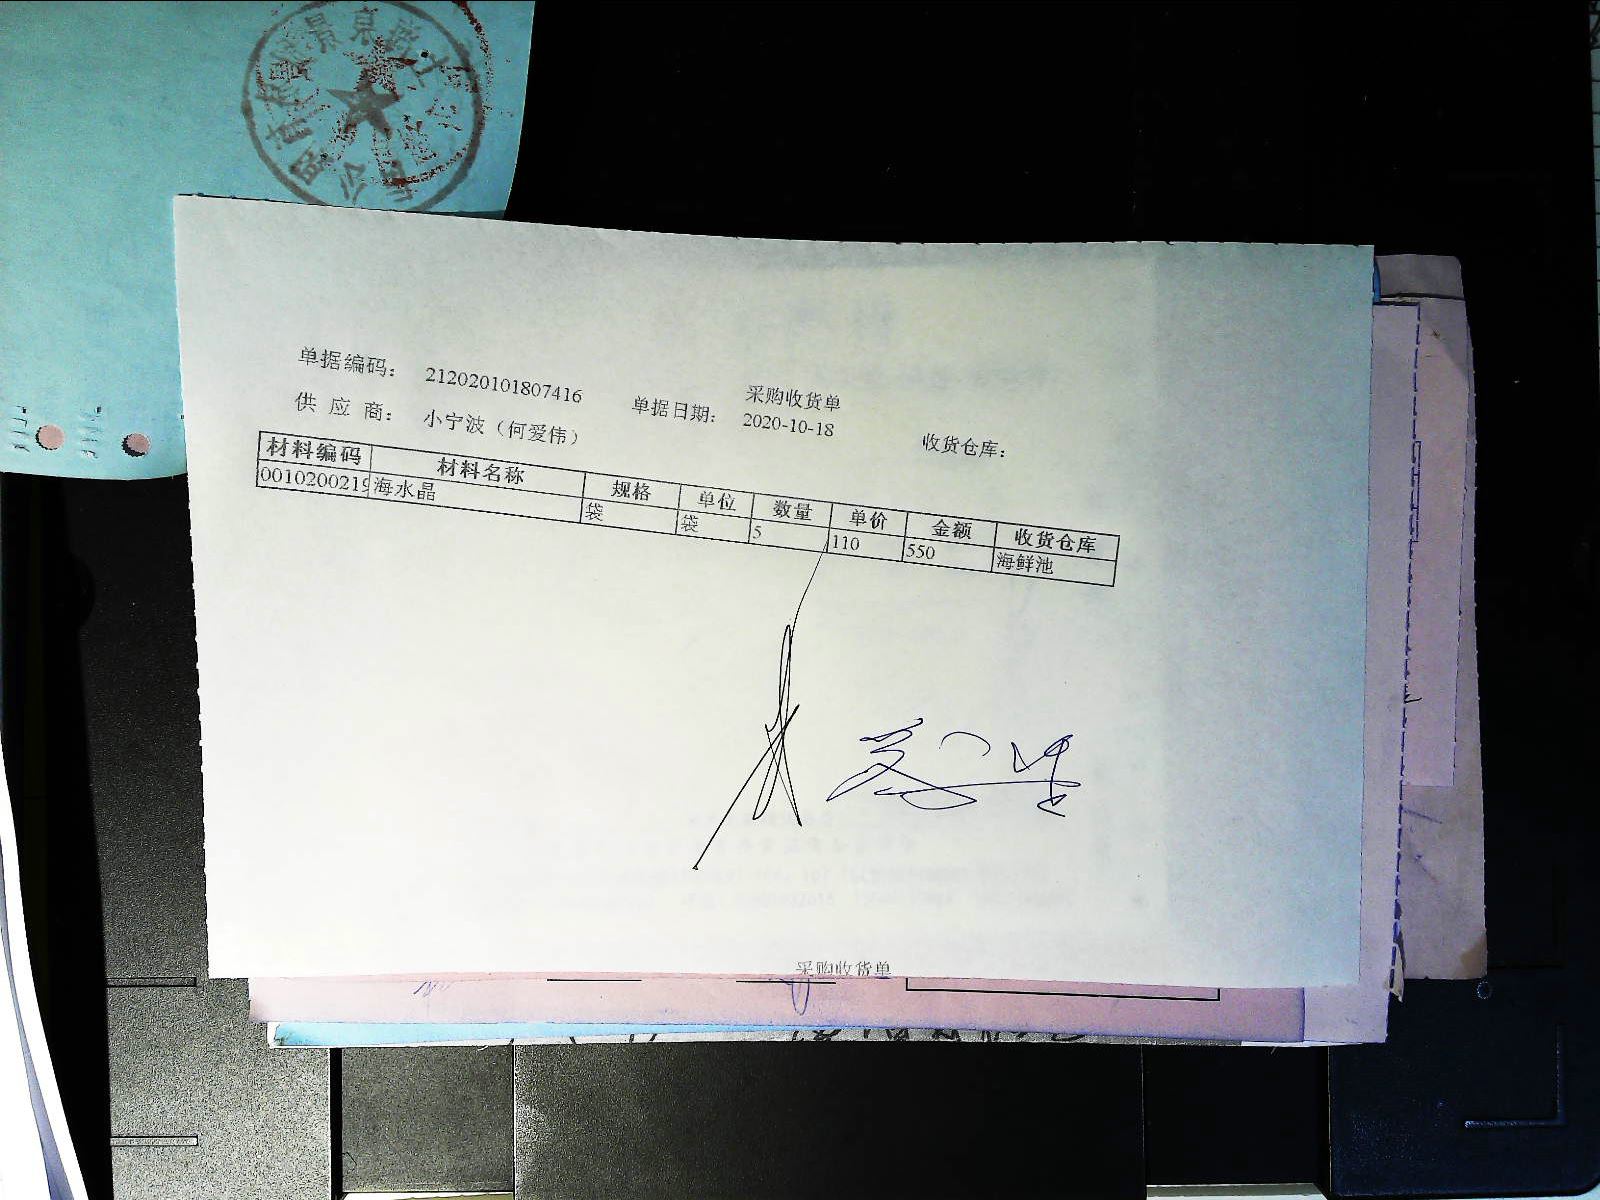 采购收货单
单据编码： 212020101807416 单据日期： 2020-10-18 收货仓库：
供 应 商： 小宁波（何爱伟）
材料编码 材料名称 规格 单位 数量 单价 金额 收货仓库
0010200219 海水晶 袋 袋 5 110 550 海鲜池
采购收货单